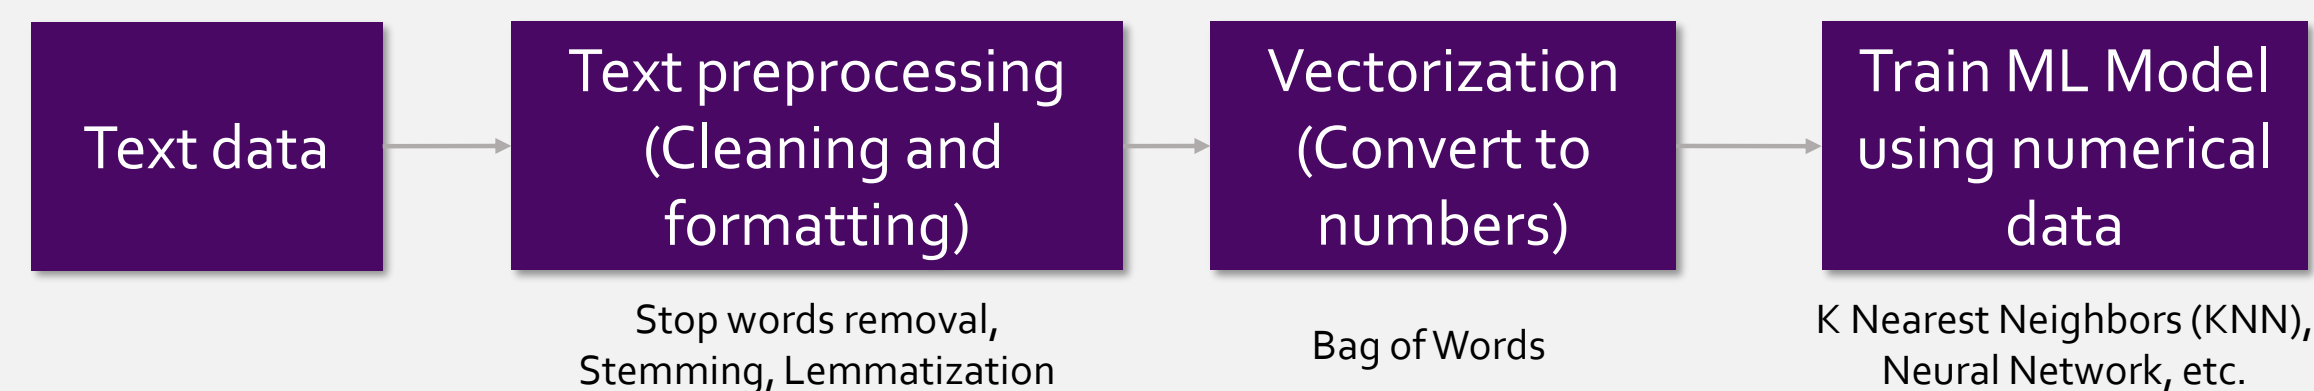 Text data
Text preprocessing
(Cleaning and
formatting)
Vectorization
(Convert to
numbers)
Train ML Model
using numerical
data
Stop words removal,
Stemming, Lemmatization
Bag of Words
K Nearest Neighbors (KNN),
Neural Network, etc.